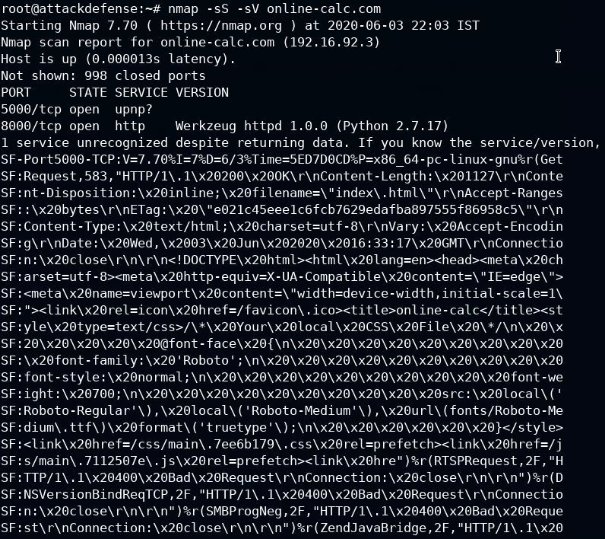 root@attackdefense:~# nmap -sS -sV online-calc.com
Starting Nmap 7.70 ( https://nmap.org ) at 2020-06-03 22:03 IST
Nmap scan report for online-calc.com (192.16.92.3)
Host is up (0.000013s latency).
Not shown: 998 closed ports
PORT     STATE SERVICE VERSION
5000/tcp open  upnp?
8000/tcp open  http    Werkzeug httpd 1.0.0 (Python 2.7.17)
1 service unrecognized despite returning data. If you know the service/version,
SF-Port5000-TCP:V=7.70%I=7%D=6/3%Time=5ED7D0CD%P=x86_64-pc-linux-gnu%r(Get
SF:Request,583,"HTTP/1\.1\x20200\x20OK\r\nContent-Length:\x201127\r\nConte
SF:nt-Disposition:\x20inline;\x20filename=\"index\.html\"\r\nAccept-Ranges
SF::\x20bytes\r\nETag:\x20\"e021c45eee1c6fcb7629edafba897555f86958c5\"\r\n
SF:Content-Type:\x20text/html;\x20charset=utf-8\r\nVary:\x20Accept-Encodin
SF:g\r\nDate:\x20Wed,\x2003\x20Jun\x202020\x2016:33:17\x20GMT\r\nConnectio
SF:n:\x20close\r\n\r\n<!DOCTYPE\x20html><html\x20lang=en><head><meta\x20ch
SF:arset=utf-8><meta\x20http-equiv=X-UA-Compatible\x20content=\"IE=edge\">
SF:<meta\x20name=viewport\x20content=\"width=device-width,initial-scale=1\
SF:"><link\x20rel=icon\x20href=/favicon\.ico><title>online-calc</title><st
SF:yle\x20type=text/css>/\*\x20Your\x20local\x20CSS\x20File\x20\*/\n\x20\x
SF:20\x20\x20\x20\x20@font-face\x20{\n\x20\x20\x20\x20\x20\x20\x20\x20\x20
SF:\x20font-family:\x20'Roboto';\n\x20\x20\x20\x20\x20\x20\x20\x20\x20\x20
SF:font-style:\x20normal;\n\x20\x20\x20\x20\x20\x20\x20\x20\x20\x20font-we
SF:ight:\x20700;\n\x20\x20\x20\x20\x20\x20\x20\x20\x20\x20src:\x20local\('
SF:Roboto-Regular'\),\x20local\('Roboto-Medium'\),\x20url\(fonts/Roboto-Me
SF:dium\.ttf\)\x20format\('truetype'\);\n\x20\x20\x20\x20\x20\x20}</style>
SF:<link\x20href=/css/main\.7ee6b179\.css\x20rel=prefetch><link\x20href=/j
SF:s/main\.7112507e\.js\x20rel=prefetch><link\x20hre")%r(RTSPRequest,2F,"H
SF:TTP/1\.1\x20400\x20Bad\x20Request\r\nConnection:\x20close\r\n\r\n")%r(D
SF:NSVersionBindReqTCP,2F,"HTTP/1\.1\x20400\x20Bad\x20Request\r\nConnectio
SF:n:\x20close\r\n\r\n")%r(SMBProgNeg,2F,"HTTP/1\.1\x20400\x20Bad\x20Reque
SF:st\r\nConnection:\x20close\r\n\r\n")%r(ZendJavaBridge,2F,"HTTP/1\.1\x20